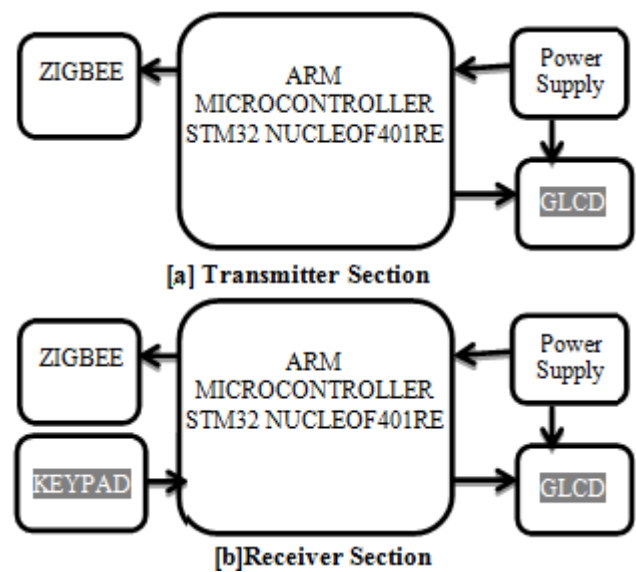 ZIGBEE
ARM
MICROCONTROLLER
STM32 NUCLEOF401RE
Power
Supply
GLCD
[a] Transmitter Section
ZIGBEE
ARM
MICROCONTROLLER
STM32 NUCLEOF401RE
Power
Supply
KEYPAD
GLCD
[b]Receiver Section